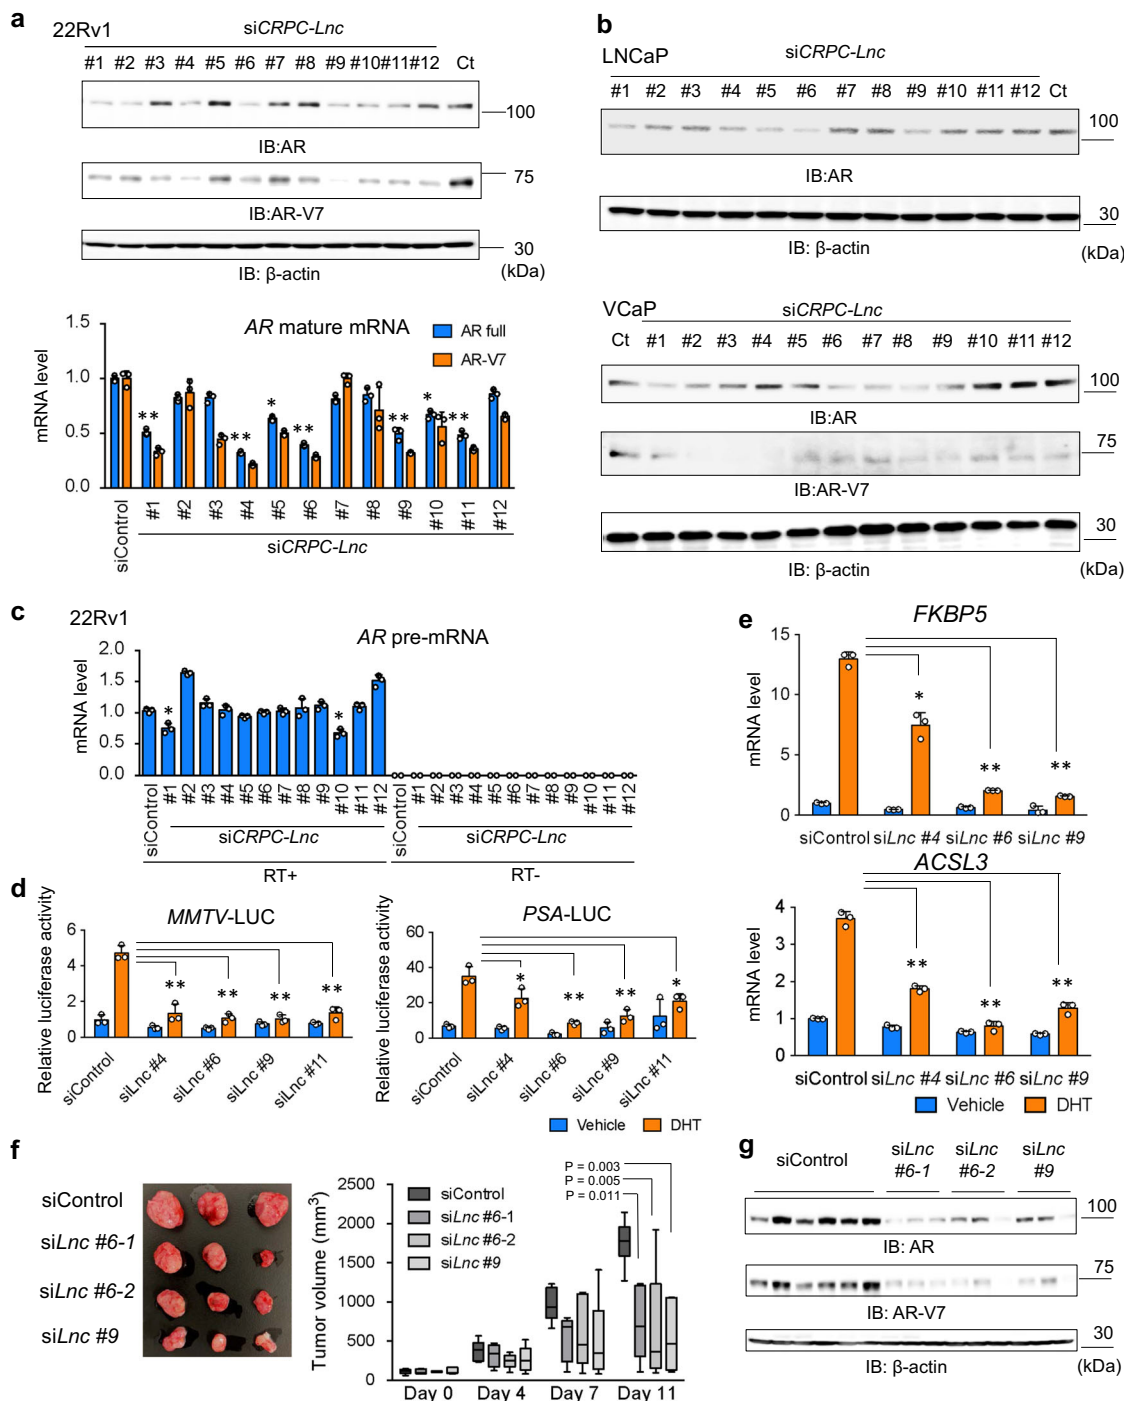 a
22Rv1
siCRPC-Lnc
#1 #2 #3 #4 #5 #6 #7 #8 #9 #10 #11 #12 Ct
100
IB:AR
75
IB:AR-V7
30
IB: β-actin
(kDa)
AR mature mRNA
AR full
AR-V7
mRNA level
1.5
1.0
0.5
0.0
** ** * ** ** * **
siControl #1 #2 #3 #4 #5 #6 #7 #8 #9 #10 #11 #12
siCRPC-Lnc
b
LNCaP
siCRPC-Lnc
#1 #2 #3 #4 #5 #6 #7 #8 #9 #10 #11 #12 Ct
100
IB:AR
30
IB: β-actin
(kDa)
VCaP
siCRPC-Lnc
Ct #1 #2 #3 #4 #5 #6 #7 #8 #9 #10 #11 #12
100
IB:AR
75
IB:AR-V7
30
IB: β-actin
(kDa)
c
22Rv1
AR pre-mRNA
mRNA level
2.0
1.5
1.0
0.5
0.0
* *
siControl #1 #2 #3 #4 #5 #6 #7 #8 #9 #10 #11 #12 siControl #1 #2 #3 #4 #5 #6 #7 #8 #9 #10 #11 #12
siCRPC-Lnc siCRPC-Lnc
RT+ RT-
d
MMTV-LUC
Relative luciferase activity
6
4
2
0
** ** ** **
siControl siLnc #4 siLnc #6 siLnc #9 siLnc #11
PSA-LUC
Relative luciferase activity
60
40
20
0
* ** ** *
siControl siLnc #4 siLnc #6 siLnc #9 siLnc #11
Vehicle DHT
e
FKBP5
mRNA level
15
10
5
0
* ** **
siControl siLnc #4 siLnc #6 siLnc #9
ACSL3
mRNA level
4
3
2
1
0
** ** **
siControl siLnc #4 siLnc #6 siLnc #9
Vehicle DHT
f
siControl
siLnc #6-1
siLnc #6-2
siLnc #9
Tumor volume (mm3)
2500
2000
1500
1000
500
0
siControl
siLnc #6-1
siLnc #6-2
siLnc #9
P = 0.003
P = 0.005
P = 0.011
Day 0 Day 4 Day 7 Day 11
g
siControl siLnc #6-1 siLnc #6-2 siLnc #9
100
IB: AR
75
IB: AR-V7
30
IB: β-actin
(kDa)